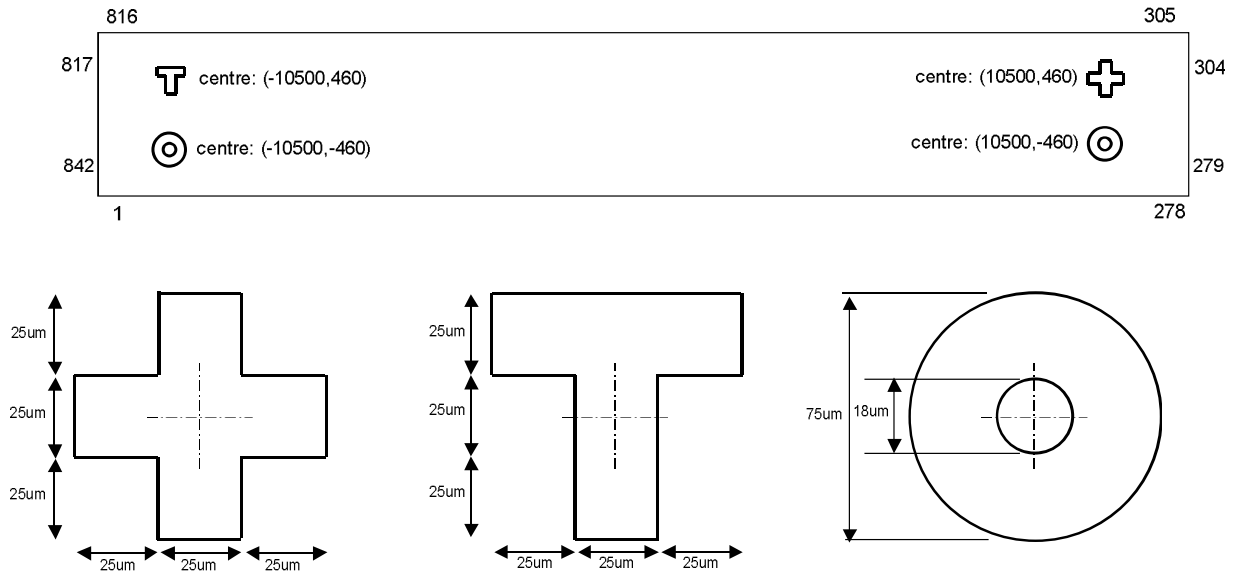 816 305
817 304
centre: (-10500,460) centre: (10500,460)
centre: (-10500,-460) centre: (10500,-460)
842 279
1 278
25um 25um
25um 25um 75um 18um
25um 25um
25um 25um 25um 25um 25um 25um